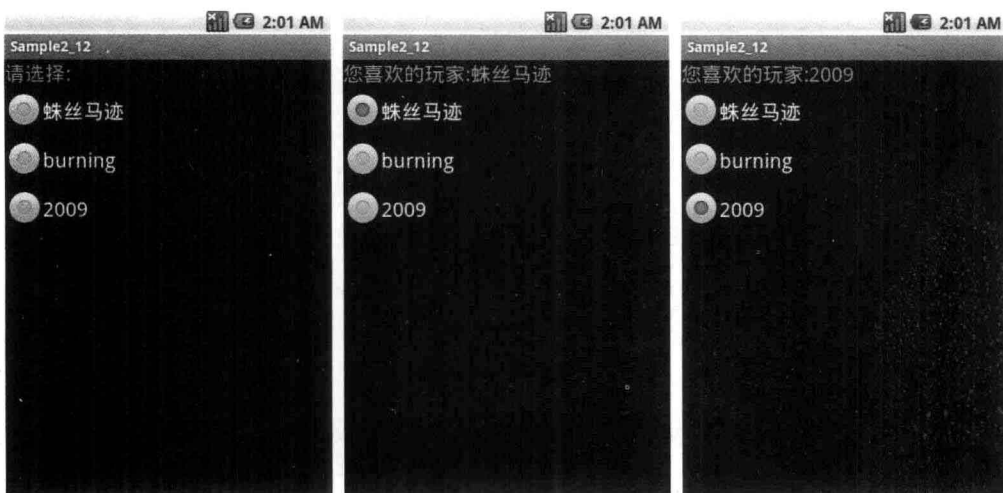 2:01 AM
Sample2_12
请选择:
蛛丝马迹
burning
2009
2:01 AM
Sample2_12
您喜欢的玩家:蛛丝马迹
蛛丝马迹
burning
2009
2:01 AM
Sample2_12
您喜欢的玩家:2009
蛛丝马迹
burning
2009